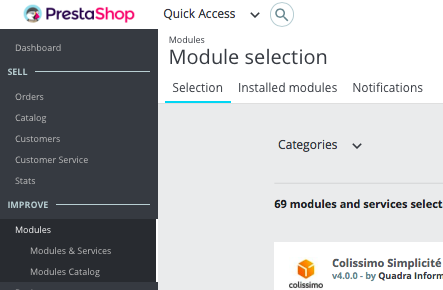 PrestaShop
Quick Access
Dashboard
SELL
Orders
Catalog
Customers
Customer Service
Stats
IMPROVE
Modules
Modules & Services
Modules Catalog
Modules
Module selection
Selection Installed modules Notifications
Categories
69 modules and services select
Colissimo Simplicité
v4.0.0 - by Quadra Inform
colissimo